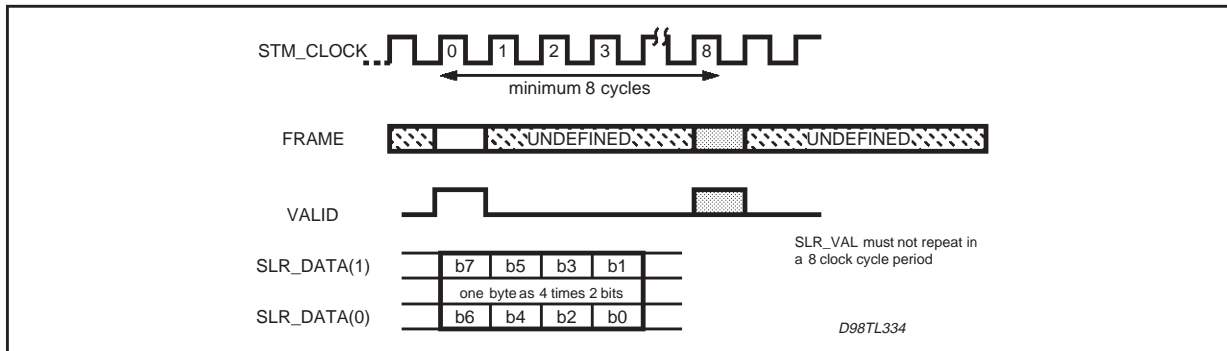 STM_CLOCK
0 1 2 3 8
minimum 8 cycles
FRAME
UNDEFINED UNDEFINED
VALID
SLR_VAL must not repeat in
a 8 clock cycle period
SLR_DATA(1)
b7 b5 b3 b1
one byte as 4 times 2 bits
SLR_DATA(0)
b6 b4 b2 b0
D98TL334